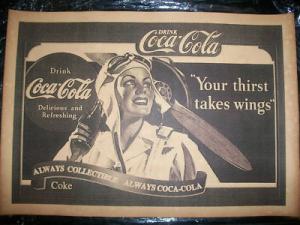 DRINK
Coca-Cola
Drink
Coca-Cola
Delicious and
Refreshing
"Your thirst
takes wings"
ALWAYS COLLECTIBLE ALWAYS COCA-COLA
Coke